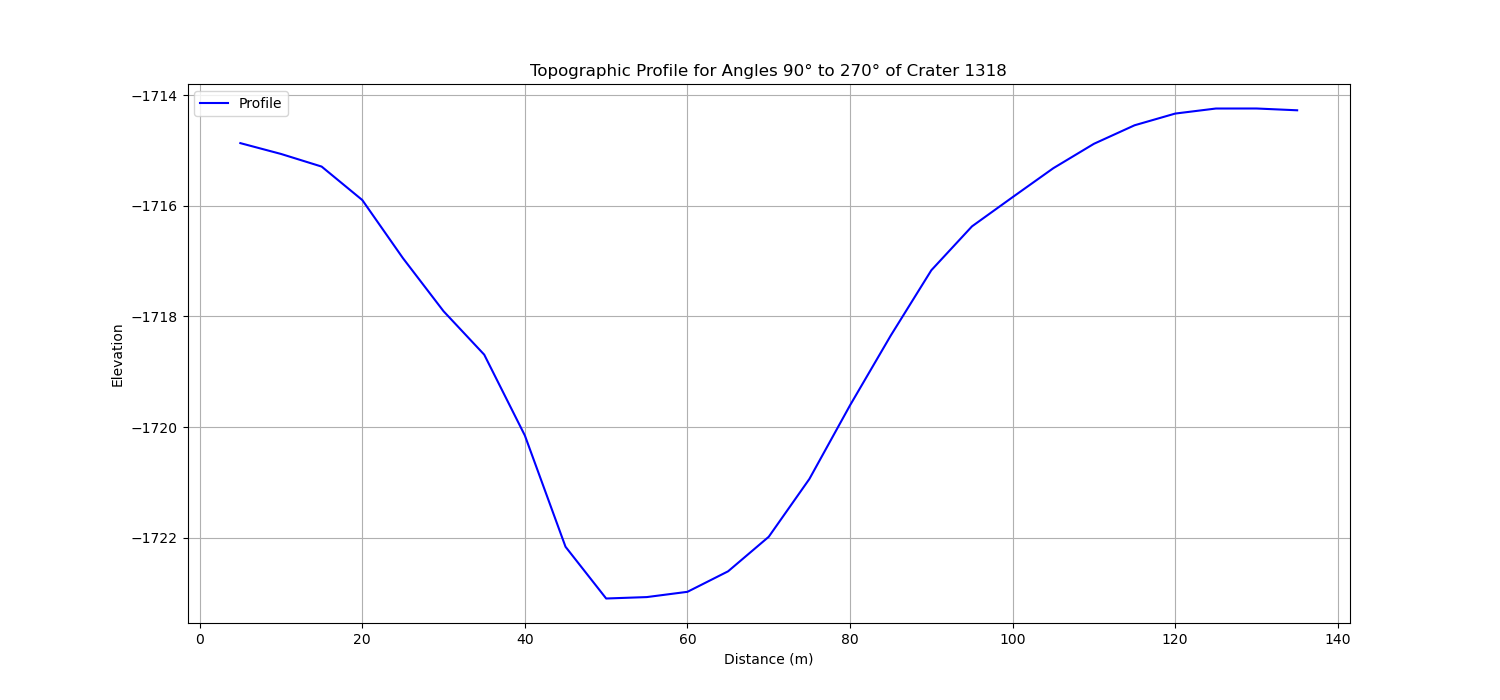 Topographic Profile for Angles 90° to 270° of Crater 1318
Profile
−1714
−1716
−1718
−1720
−1722
Elevation
0 20 40 60 80 100 120 140
Distance (m)